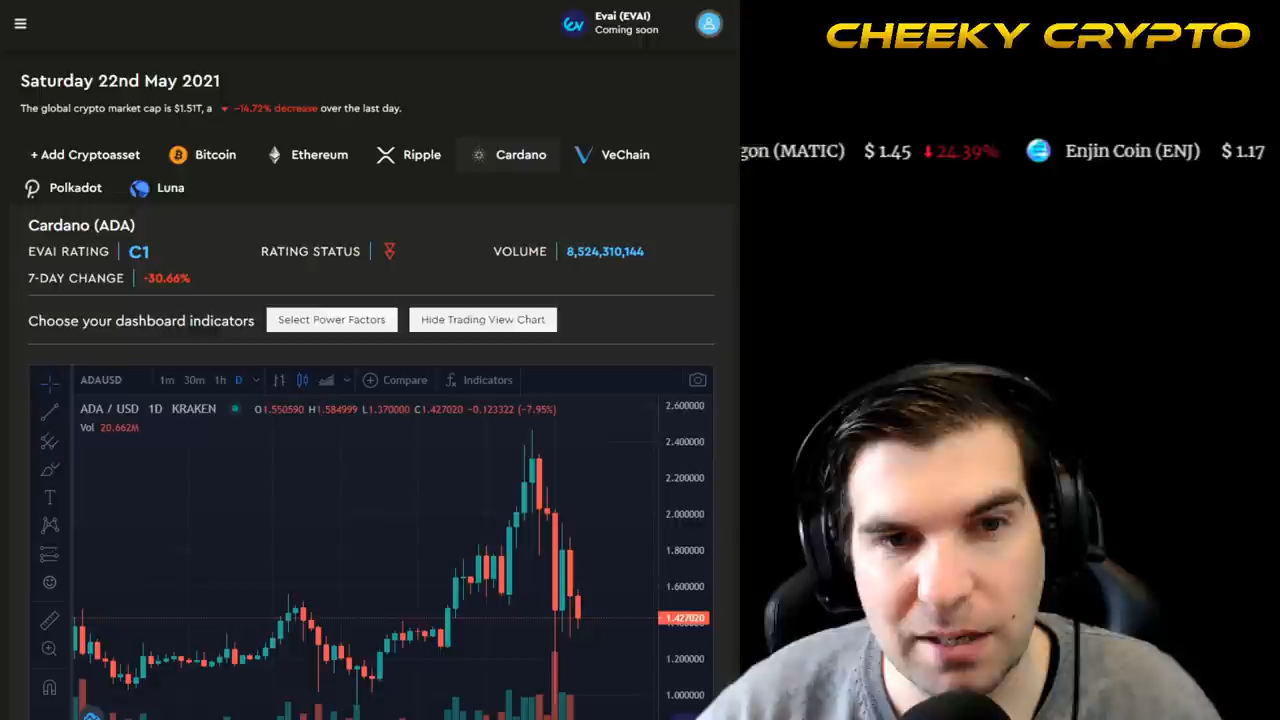 Evai (EVAI)
Coming soon
CHEEKY CRYPTO
Saturday 22nd May 2021
The global crypto market cap is $1.51T, a ▼ -14.72% decrease over the last day.
+ Add Cryptoasset Bitcoin Ethereum Ripple Cardano VeChain
Polkadot Luna
gon (MATIC) $ 1.45 24.39% Enjin Coin (ENJ) $ 1.17
Cardano (ADA)
EVAI RATING C1 RATING STATUS VOLUME 8,524,310,144
7-DAY CHANGE -30.66%
Choose your dashboard indicators Select Power Factors Hide Trading View Chart
ADAUSD 1m 30m 1h D Compare Indicators
ADA / USD 1D KRAKEN O1.550590 H1.584999 L1.370000 C1.427020 -0.123322 (-7.95%)
Vol 20.662M
2.600000
2.400000
2.200000
2.000000
1.800000
1.600000
1.427020
1.200000
1.000000